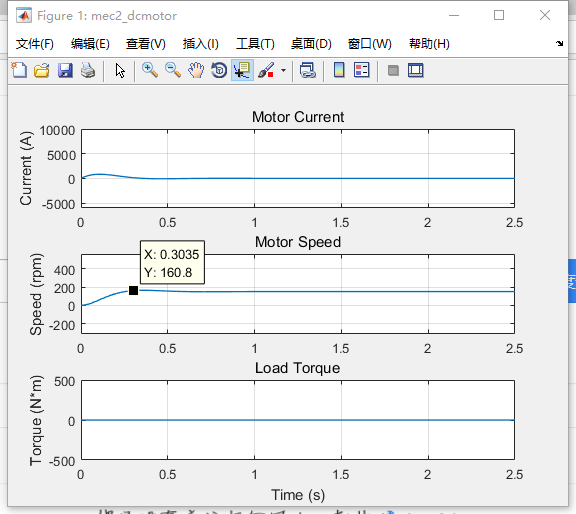 Figure 1: mec2_dcmotor
文件(F) 编辑(E) 查看(V) 插入(I) 工具(T) 桌面(D) 窗口(W) 帮助(H)
Motor Current
Current (A)
10000
5000
0
-5000
0 0.5 1 1.5 2 2.5
Motor Speed
Speed (rpm)
400
200
0
-200
X: 0.3035
Y: 160.8
0 0.5 1 1.5 2 2.5
Load Torque
Torque (N*m)
500
0
-500
0 0.5 1 1.5 2 2.5
Time (s)